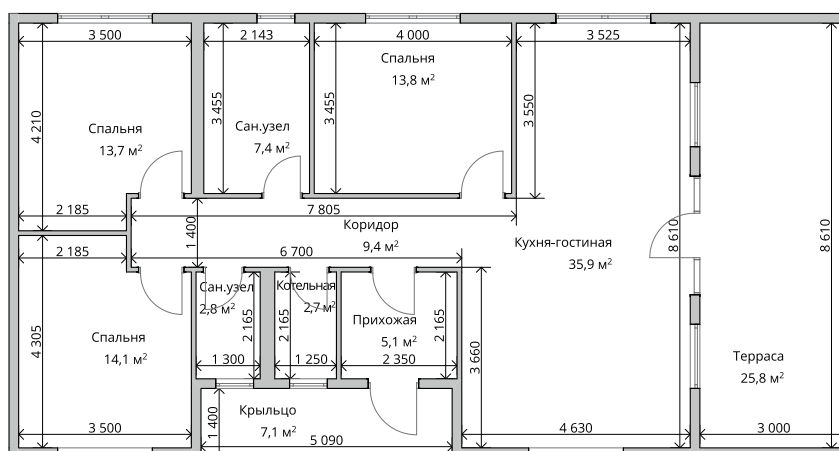 3 500
2 143
4 000
3 525
Спальня
13,8 м²
4 210
3 455
3 455
3 550
Спальня
13,7 м²
Сан.узел
7,4 м²
2 185
7 805
Коридор
9,4 м²
1 400
6 700
2 185
Кухня-гостиная
35,9 м²
8 610
8 610
Сан.узел
2,8 м²
Котельная
2,7 м²
Прихожая
5,1 м²
2 165
2 165
2 165
4 305
Спальня
14,1 м²
1 300
1 250
2 350
3 660
Терраса
25,8 м²
Крыльцо
7,1 м²
1 400
3 500
5 090
4 630
3 000